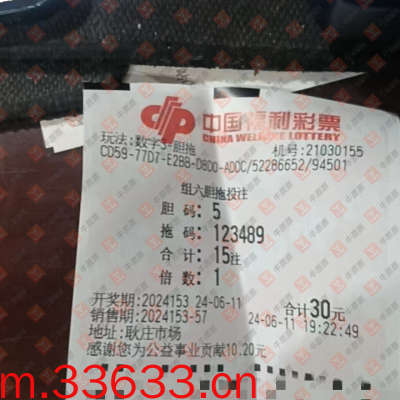 中国福利彩票
CHINA WELFARE LOTTERY
玩法:数字3-胆拖
机号:21030155
CD59-77D7-E2BB-D8D0-ADCC/52286652/94501
组六胆拖投注
胆 码: 5
拖 码: 123489
合 计: 15注
倍 数: 1
开奖期:2024153 24-06-11
合计30元
销售期:2024153-57
24-06-11 19:22:49
地址:耿庄市场
感谢您为公益事业贡献10.20元
m.33633.cn